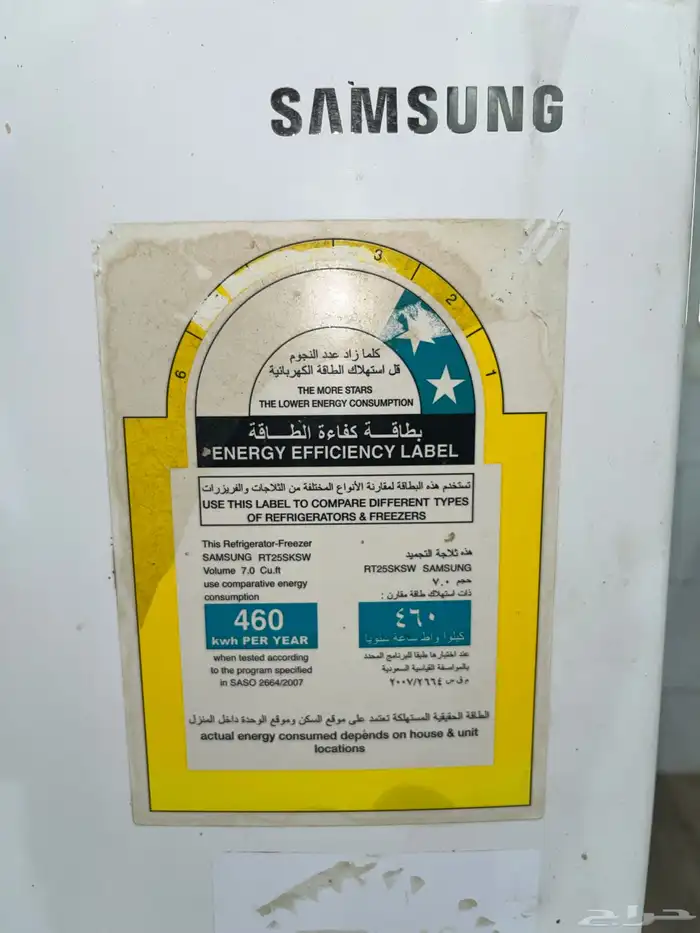 SAMSUNG
3
2
1
6
كلما زاد عدد النجوم
قل استهلاك الطاقة الكهربائية
THE MORE STARS
THE LOWER ENERGY CONSUMPTION
بطاقة كفاءة الطاقة
ENERGY EFFICIENCY LABEL
تستخدم هذه البطاقة لمقارنة الأنواع المختلفة من الثلاجات والفريزرات
USE THIS LABEL TO COMPARE DIFFERENT TYPES
OF REFRIGERATORS & FREEZERS
This Refrigerator-Freezer
SAMSUNG RT25SKSW
Volume 7.0 Cu.ft
use comparative energy
consumption
460
kwh PER YEAR
when tested according
to the program specified
in SASO 2664/2007
هذه ثلاجة التجميد
RT25SKSW SAMSUNG
حجم ٧.٠
ذات استهلاك طاقة مقارن :
٤٦٠
كيلوا واط ساعة سنويا
عند اختبارها طبقا للبرنامج المحدد
بالمواصفة القياسية السعودية
م ق س ٢٠٠٧/٢٦٦٤
الطاقة الحقيقية المستهلكة تعتمد على موقع السكن وموقع الوحدة داخل المنزل
actual energy consumed depends on house & unit
locations
حراج